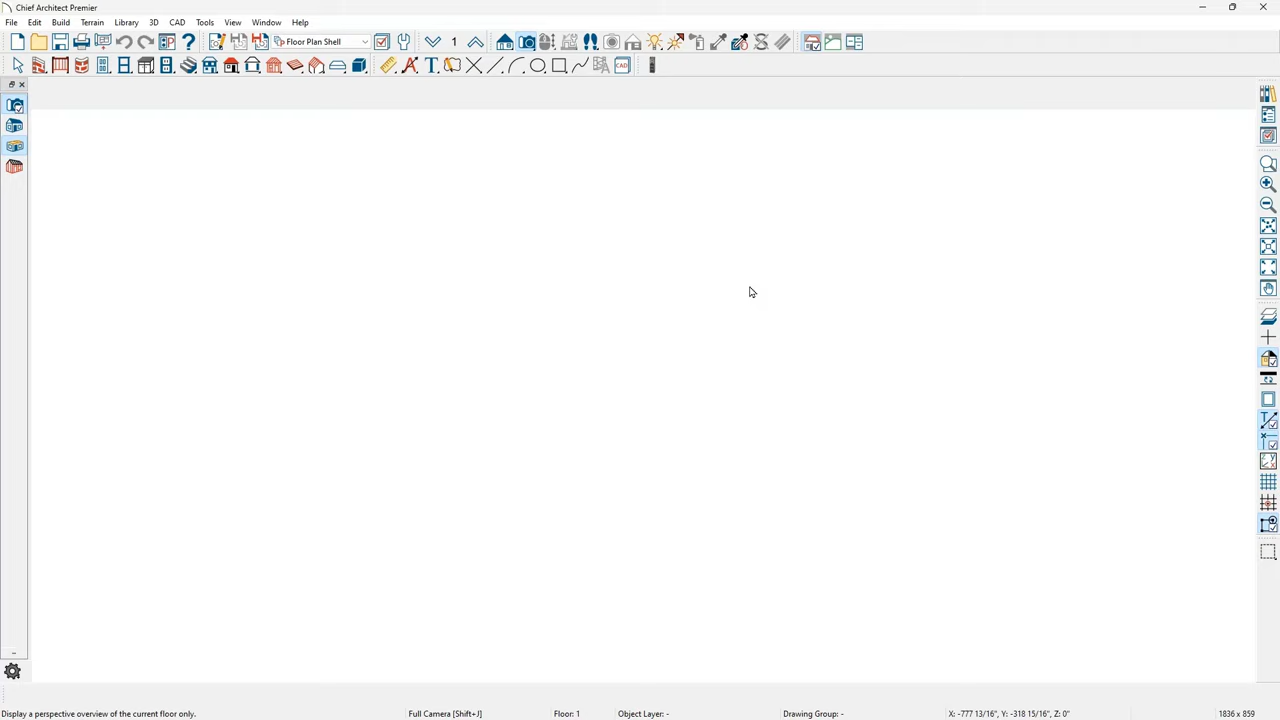 Chief Architect Premier
File Edit Build Terrain Library 3D CAD Tools View Window Help
Floor Plan Shell 1
CAD
Display a perspective overview of the current floor only. Full Camera [Shift+J] Floor: 1 Object Layer: - Drawing Group: - X: -777 13/16", Y: -318 15/16", Z: 0" 1836 x 859